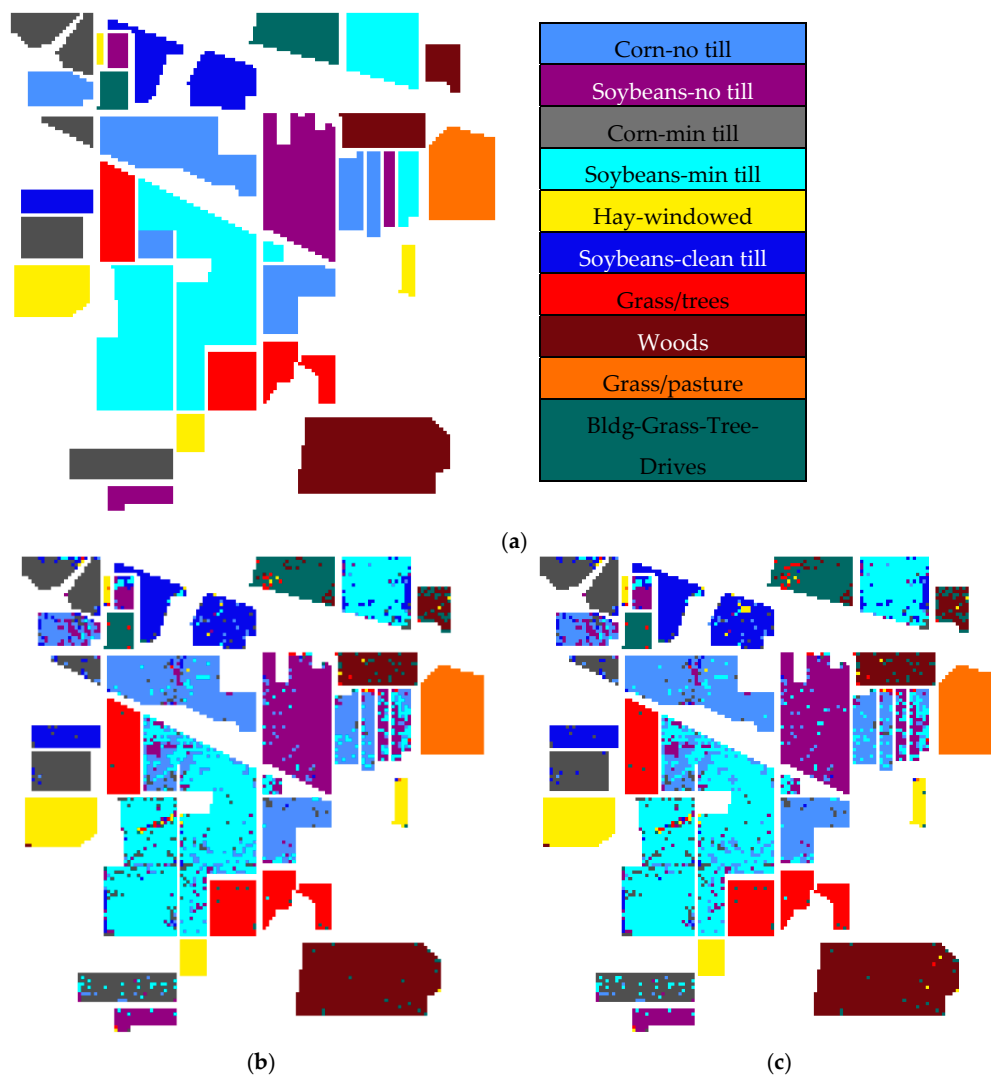 Corn-no till
Soybeans-no till
Corn-min till
Soybeans-min till
Hay-windowed
Soybeans-clean till
Grass/trees
Woods
Grass/pasture
Bldg-Grass-Tree-
Drives
(a)
(b)
(c)